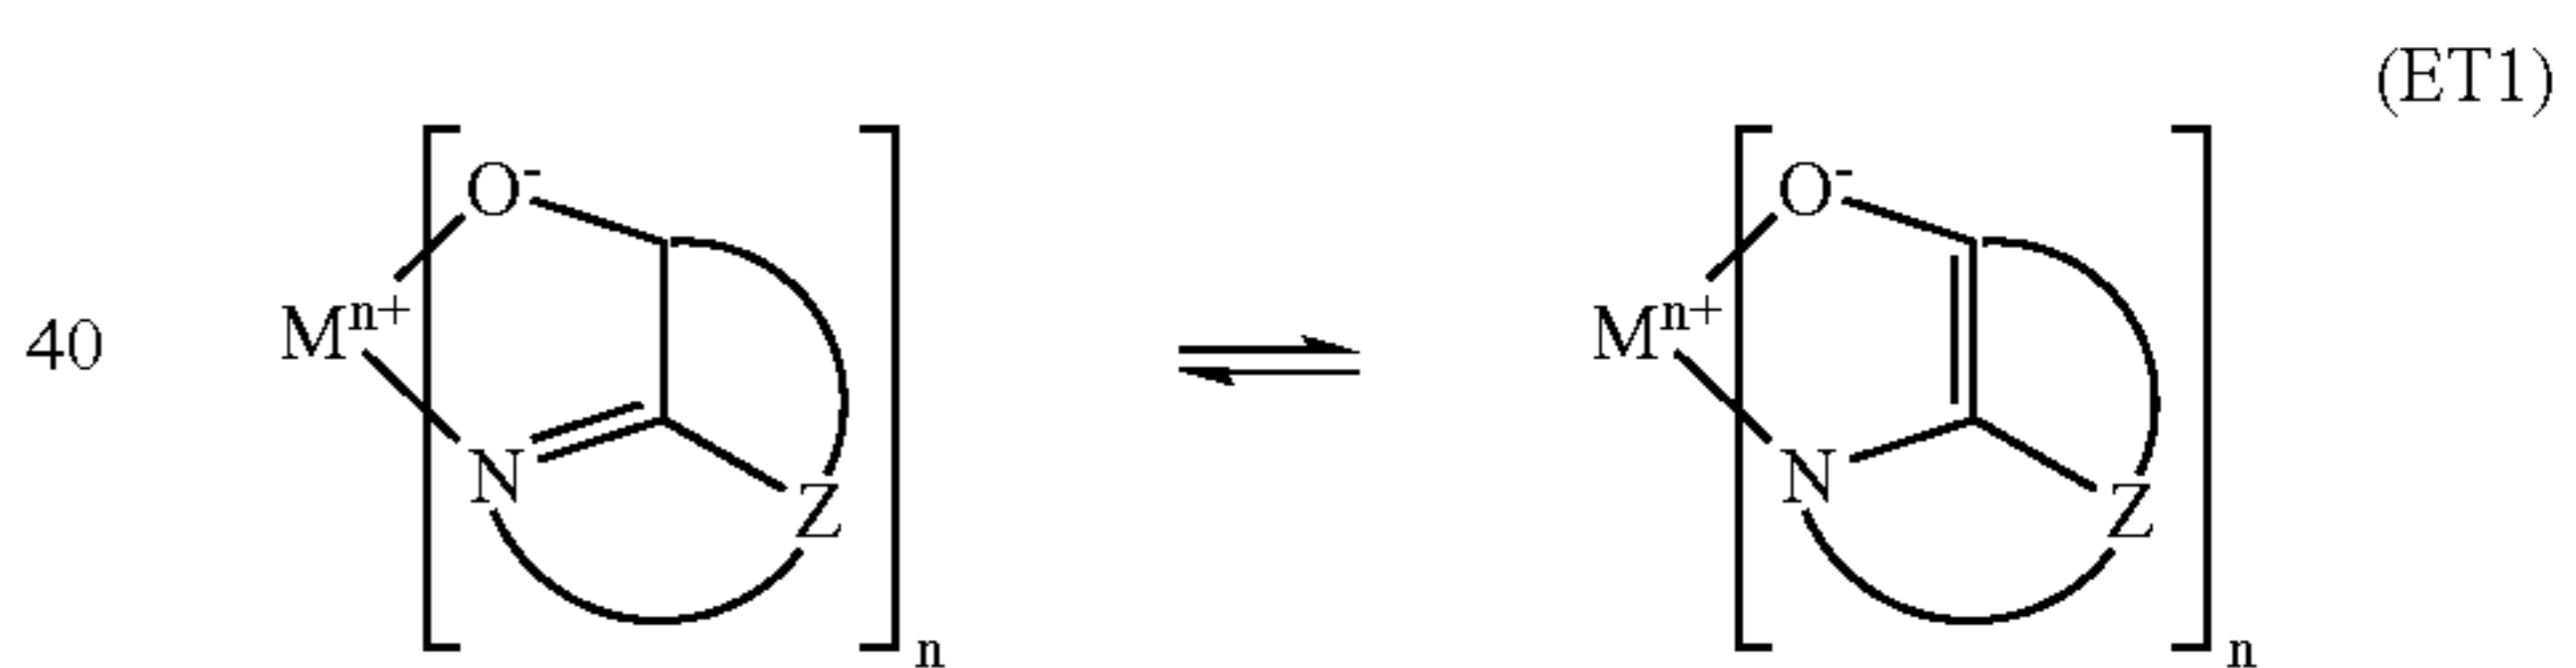 (ET1)
O- O-
40 Mn+ Mn+
N N
Z Z
n n